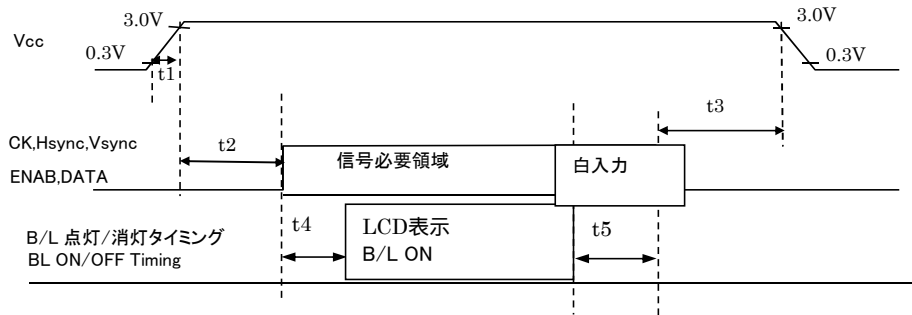 3.0V
3.0V
Vcc
0.3V
0.3V
t1
t3
CK,Hsync,Vsync
t2
信号必要領域
白入力
ENAB,DATA
t4
LCD表示
t5
B/L 点灯/消灯タイミング
B/L ON
BL ON/OFF Timing